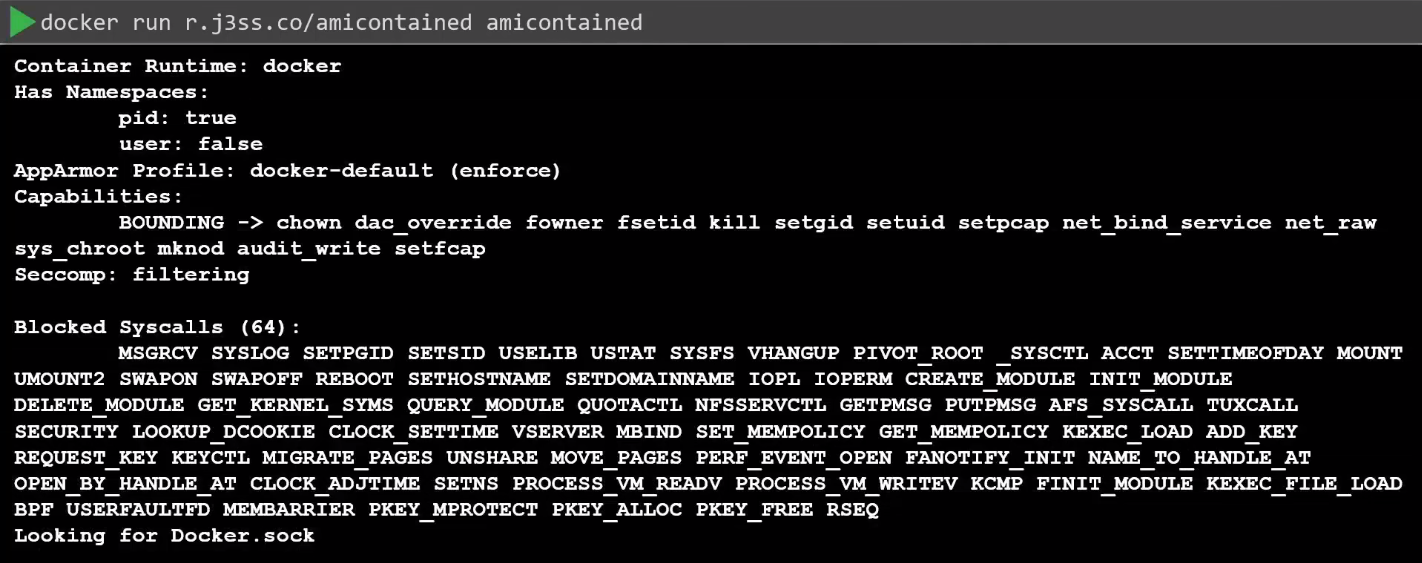 docker run r.j3ss.co/amicontained amicontained
Container Runtime: docker
Has Namespaces:
pid: true
user: false
AppArmor Profile: docker-default (enforce)
Capabilities:
BOUNDING -> chown dac_override fowner fsetid kill setgid setuid setpcap net_bind_service net_raw
sys_chroot mknod audit_write setfcap
Seccomp: filtering
Blocked Syscalls (64):
MSGRCV SYSLOG SETPGID SETSID USELIB USTAT SYSFS VHANGUP PIVOT_ROOT _SYSCTL ACCT SETTIMEOFDAY MOUNT
UMOUNT2 SWAPON SWAPOFF REBOOT SETHOSTNAME SETDOMAINNAME IOPL IOPERM CREATE_MODULE INIT_MODULE
DELETE_MODULE GET_KERNEL_SYMS QUERY_MODULE QUOTACTL NFSSERVCTL GETPMSG PUTPMSG AFS_SYSCALL TUXCALL
SECURITY LOOKUP_DCOOKIE CLOCK_SETTIME VSERVER MBIND SET_MEMPOLICY GET_MEMPOLICY KEXEC_LOAD ADD_KEY
REQUEST_KEY KEYCTL MIGRATE_PAGES UNSHARE MOVE_PAGES PERF_EVENT_OPEN FANOTIFY_INIT NAME_TO_HANDLE_AT
OPEN_BY_HANDLE_AT CLOCK_ADJTIME SETNS PROCESS_VM_READV PROCESS_VM_WRITEV KCMP FINIT_MODULE KEXEC_FILE_LOAD
BPF USERFAULTFD MEMBARRIER PKEY_MPROTECT PKEY_ALLOC PKEY_FREE RSEQ
Looking for Docker.sock